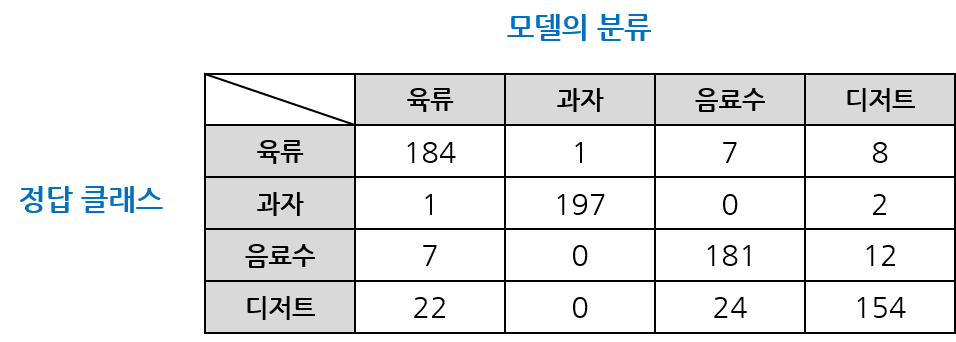 모델의 분류
육류 과자 음료수 디저트
육류 184 1 7 8
정답 클래스
과자 1 197 0 2
음료수 7 0 181 12
디저트 22 0 24 154